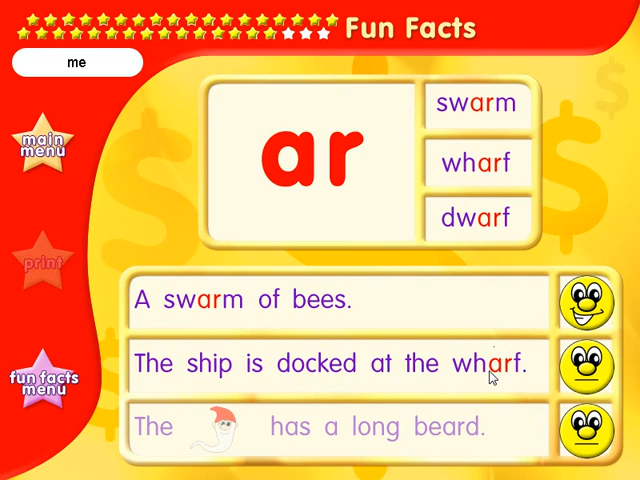 Fun Facts
me
main
menu
print
fun facts
menu
ar
swarm
wharf
dwarf
A swarm of bees.
The ship is docked at the wharf.
The has a long beard.